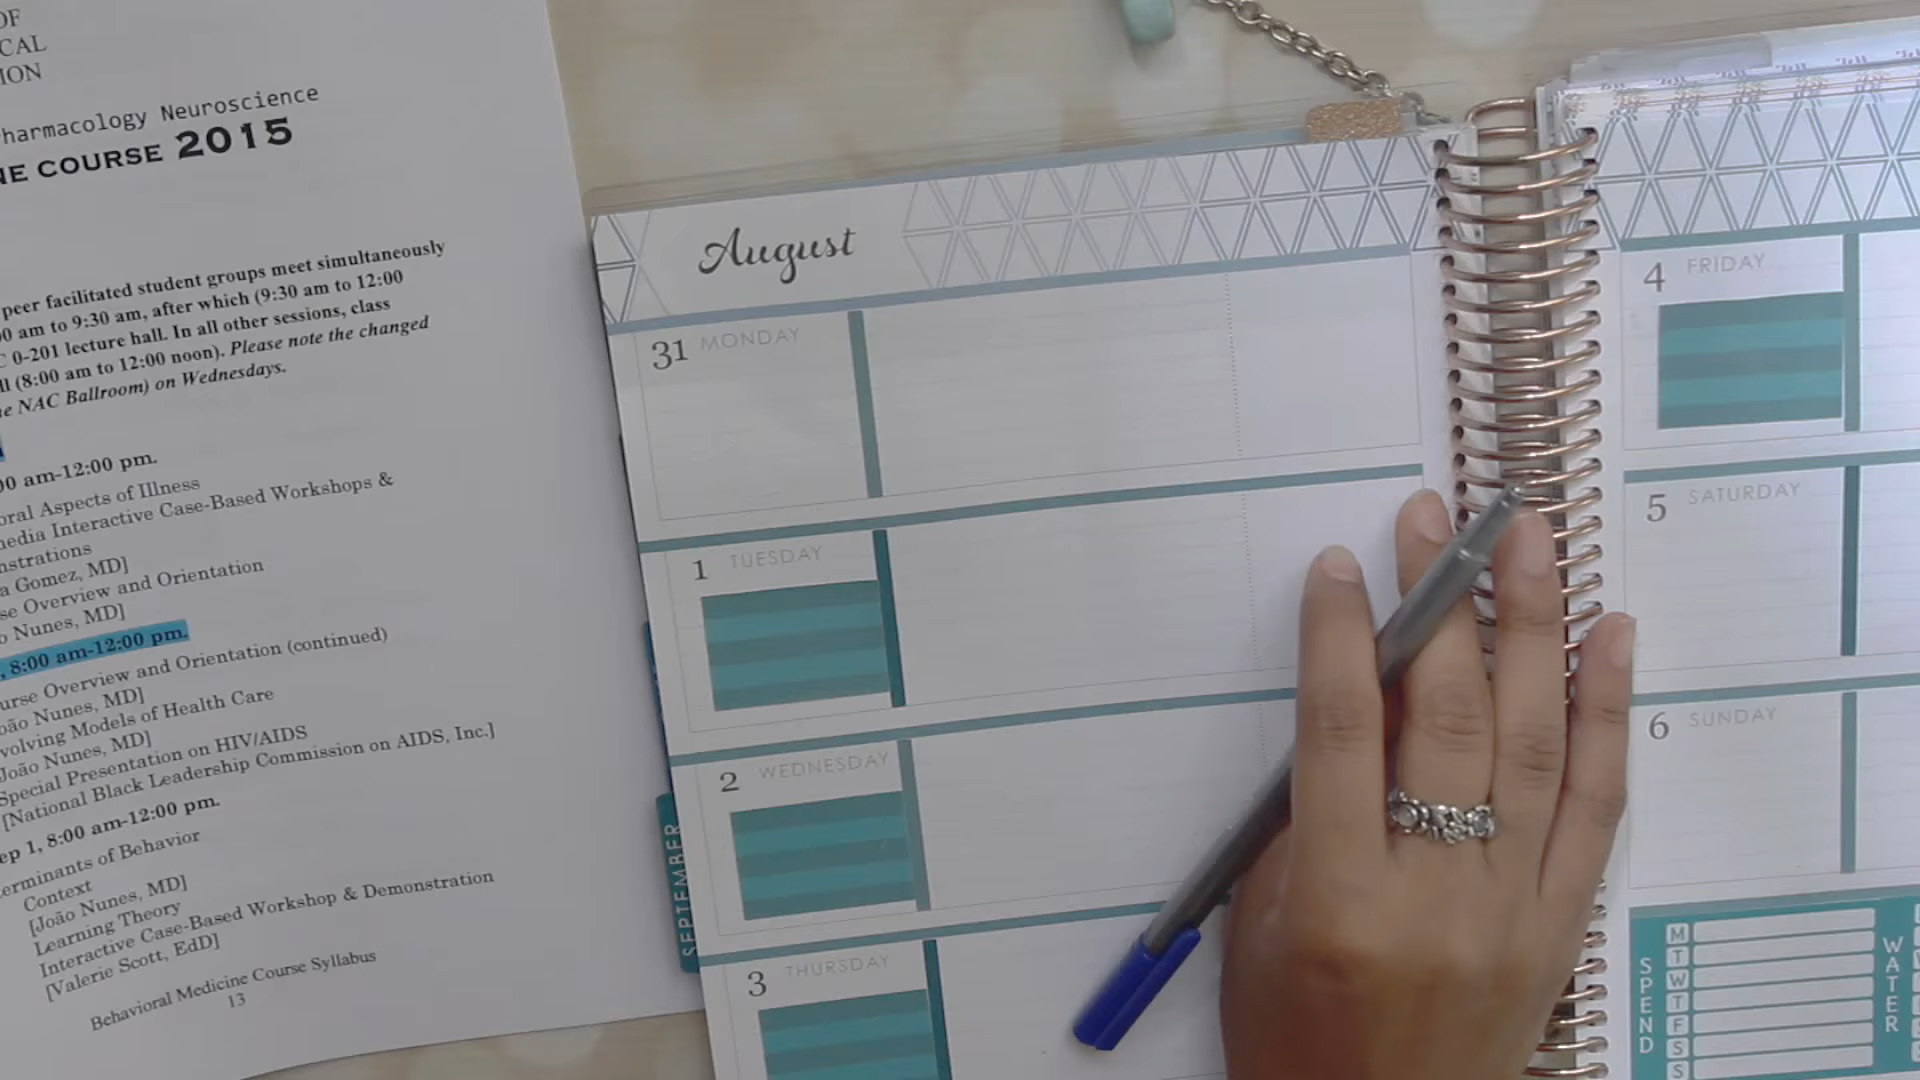 OF
CAL
ION
Pharmacology Neuroscience
NE COURSE 2015
peer facilitated student groups meet simultaneously
00 am to 9:30 am, after which (9:30 am to 12:00
C 0-201 lecture hall. In all other sessions, class
ll (8:00 am to 12:00 noon). Please note the changed
he NAC Ballroom) on Wednesdays.
00 am-12:00 pm.
oral Aspects of Illness
media Interactive Case-Based Workshops &
nstrations
a Gomez, MD]
se Overview and Orientation
o Nunes, MD]
, 8:00 am-12:00 pm.
urse Overview and Orientation (continued)
João Nunes, MD]
volving Models of Health Care
João Nunes, MD]
Special Presentation on HIV/AIDS
[National Black Leadership Commission on AIDS, Inc.]
ep 1, 8:00 am-12:00 pm.
terminants of Behavior
Context
[João Nunes, MD]
Learning Theory
Interactive Case-Based Workshop & Demonstration
[Valerie Scott, EdD]
Behavioral Medicine Course Syllabus
13
August
31 MONDAY
1 TUESDAY
2 WEDNESDAY
3 THURSDAY
SEPTEMBER
4 FRIDAY
5 SATURDAY
6 SUNDAY
SPEND
M
T
W
T
F
S
S
WATER